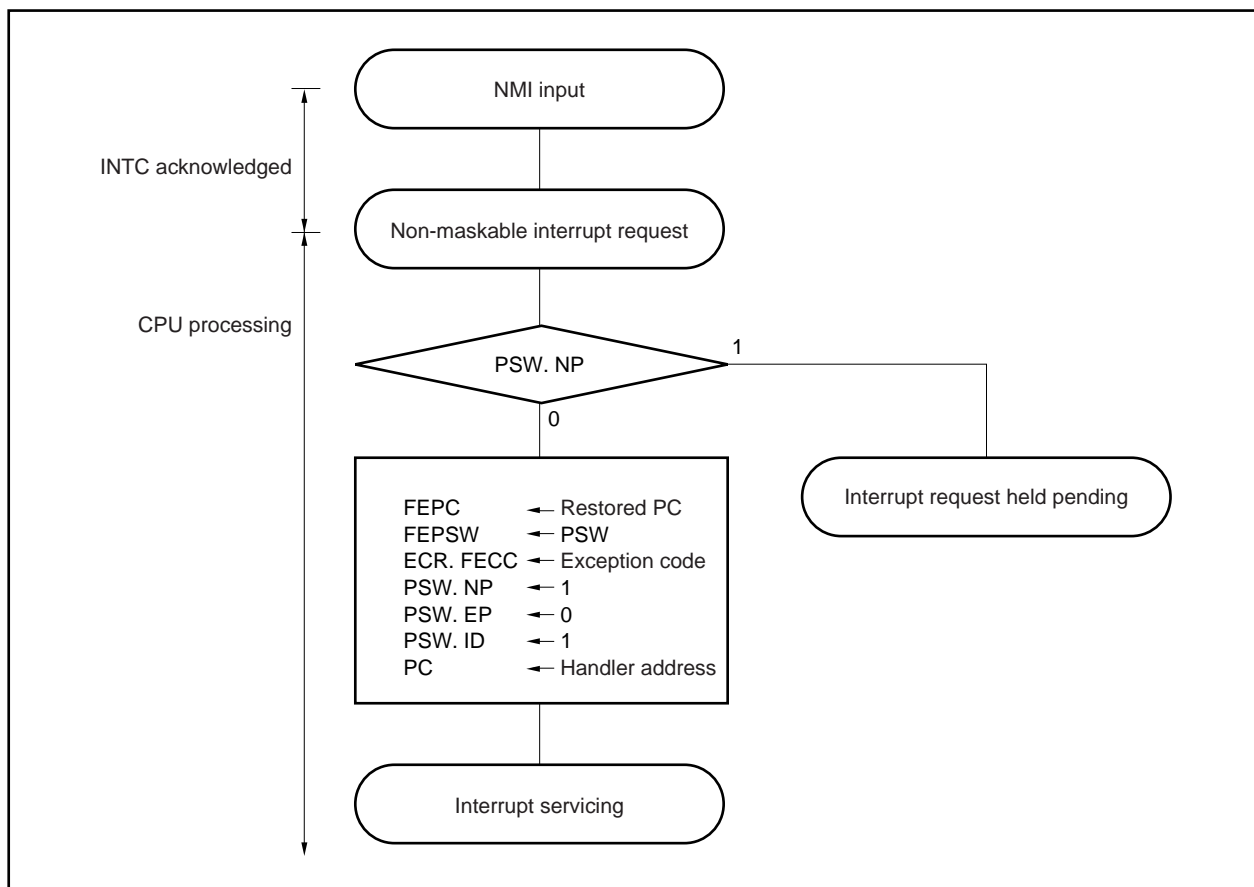 NMI input
INTC acknowledged
Non-maskable interrupt request
CPU processing
PSW. NP
1
0
Interrupt request held pending
FEPC ← Restored PC
FEPSW ← PSW
ECR. FECC ← Exception code
PSW. NP ← 1
PSW. EP ← 0
PSW. ID ← 1
PC ← Handler address
Interrupt servicing